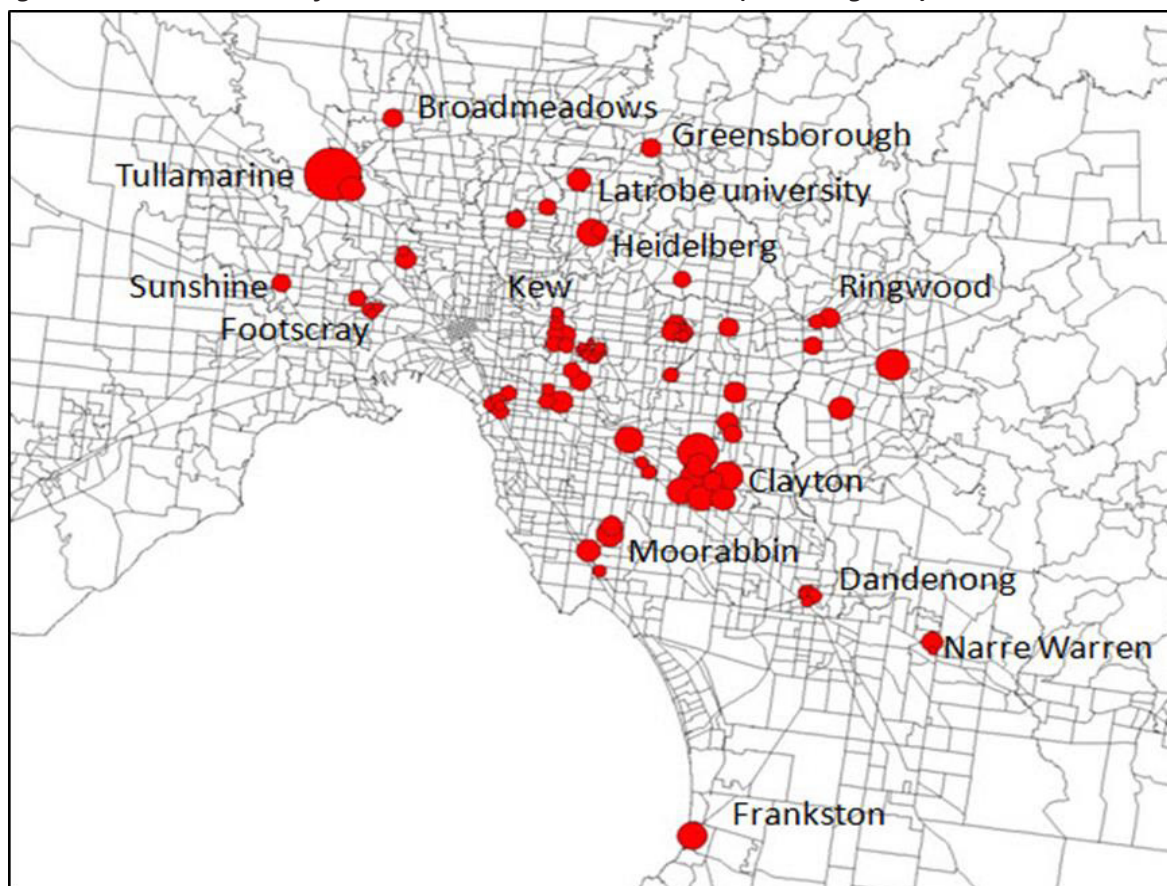 Broadmeadows
Greensborough
Tullamarine
Latrobe university
Heidelberg
Sunshine
Kew
Ringwood
Footscray
Clayton
Moorabbin
Dandenong
Narre Warren
Frankston